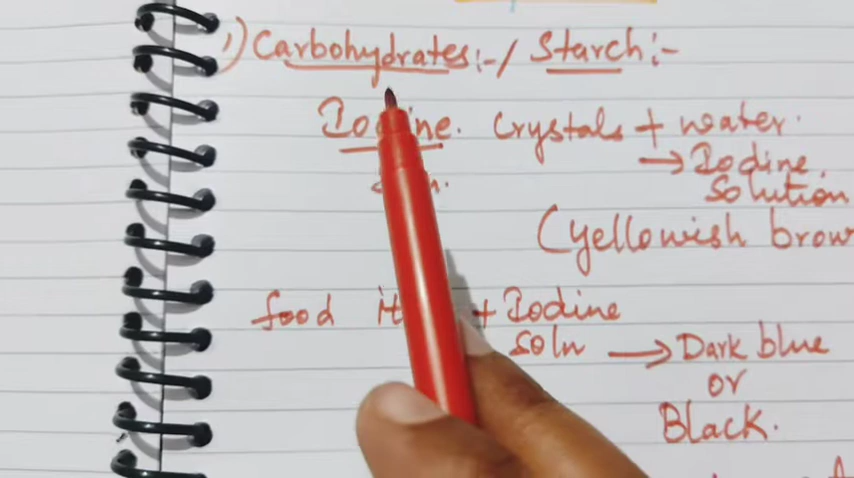 1) Carbohydrates:- / Starch:-
Iodine. Crystals + water.
→ Iodine
solution
(yellowish brow
food + Iodine
soln → Dark blue
or
Black.